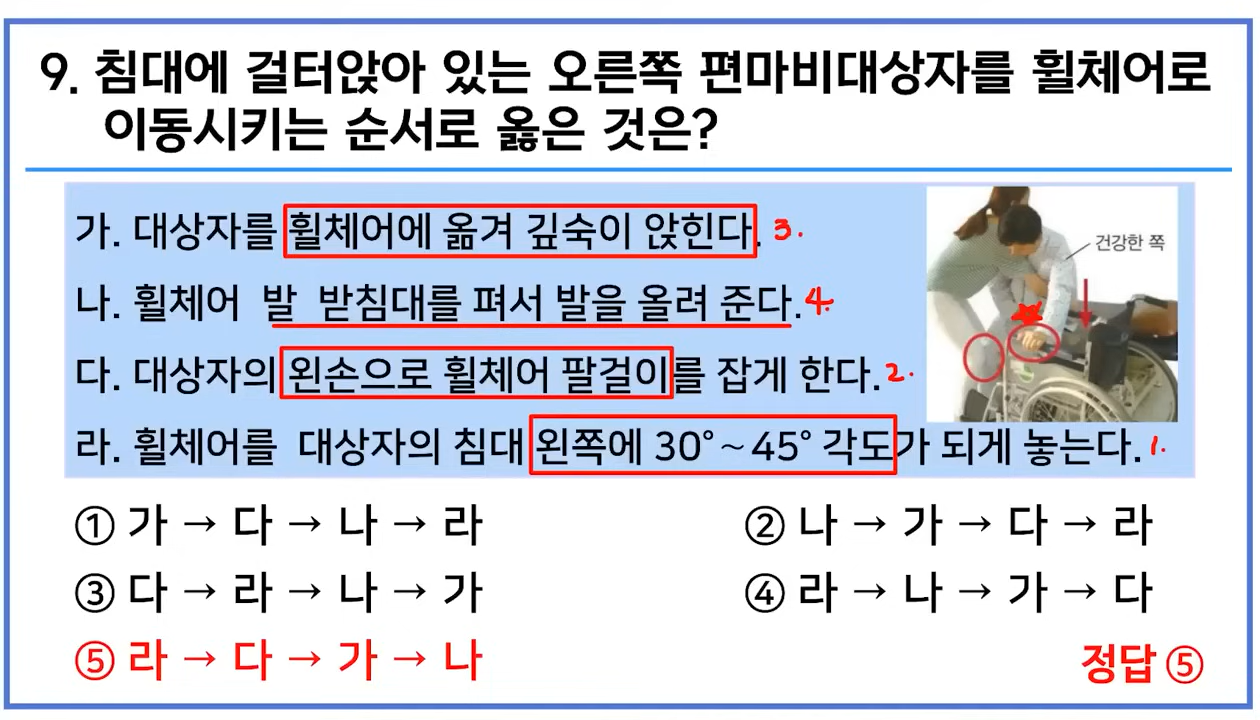 9. 침대에 걸터앉아 있는 오른쪽 편마비대상자를 휠체어로
이동시키는 순서로 옳은 것은?
가. 대상자를 휠체어에 옮겨 깊숙이 앉힌다. 3.
나. 휠체어 발 받침대를 펴서 발을 올려 준다. 4.
다. 대상자의 왼손으로 휠체어 팔걸이를 잡게 한다. 2.
라. 휠체어를 대상자의 침대 왼쪽에 30°~45° 각도가 되게 놓는다. 1.
건강한 쪽
① 가 → 다 → 나 → 라
② 나 → 가 → 다 → 라
③ 다 → 라 → 나 → 가
④ 라 → 나 → 가 → 다
⑤ 라 → 다 → 가 → 나
정답 ⑤